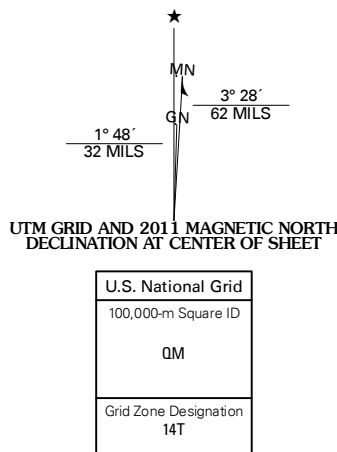 MN
3° 28´
62 MILS
GN
1° 48´
32 MILS
UTM GRID AND 2011 MAGNETIC NORTH
DECLINATION AT CENTER OF SHEET
U.S. National Grid
100,000-m Square ID
QM
Grid Zone Designation
14T